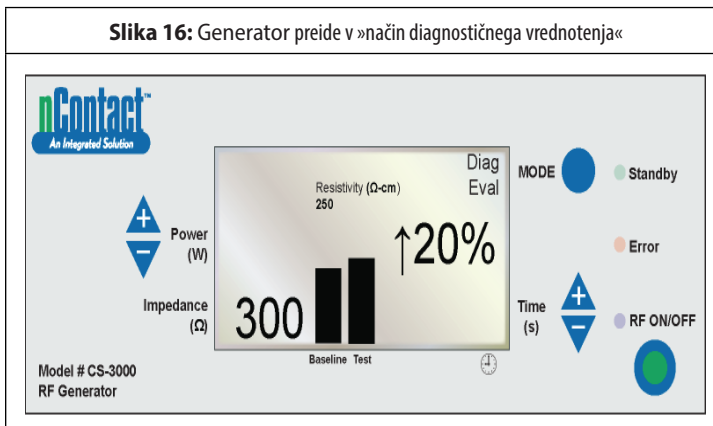 Slika 16: Generator preide v »način diagnostičnega vrednotenja«
nContact™
An Integrated Solution
Diag
Eval
Resistivity (Ω-cm)
250
↑20%
MODE
Standby
+
Power
(W)
−
Error
Impedance
(Ω)
300
Time
(s)
+
−
RF ON/OFF
Baseline Test
Model # CS-3000
RF Generator